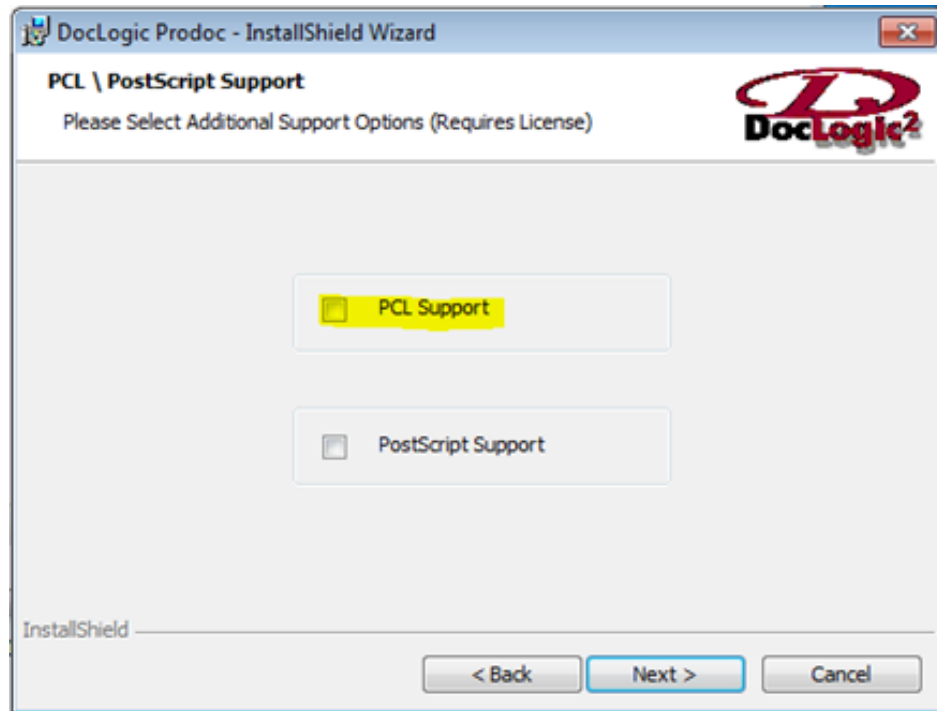 DocLogic Prodoc - InstallShield Wizard
PCL \ PostScript Support
Please Select Additional Support Options (Requires License)
DocLogic2
PCL Support
PostScript Support
InstallShield
< Back Next > Cancel